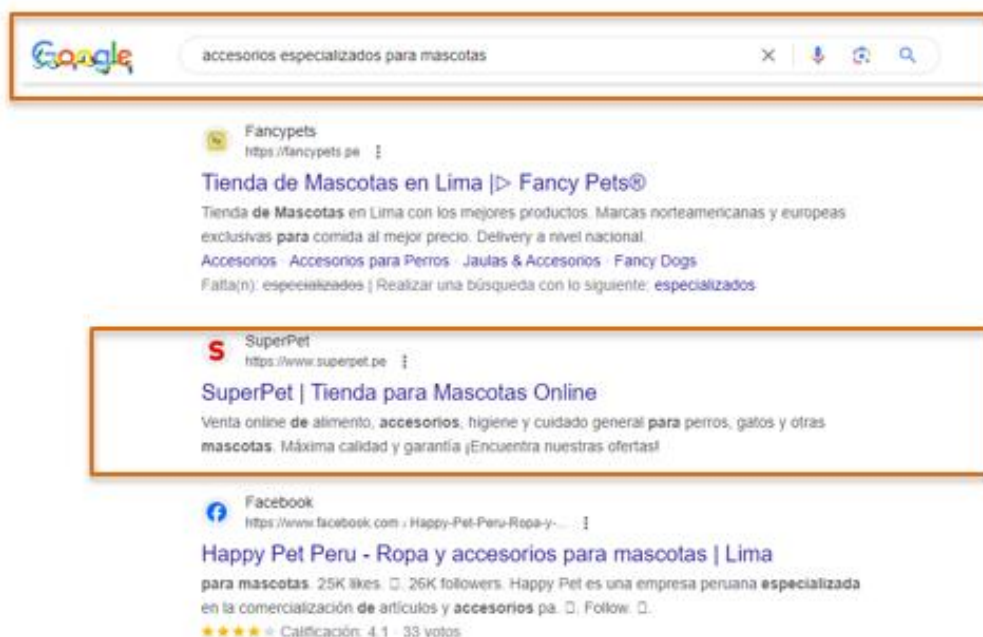 Google
accesorios especializados para mascotas
Fancypets
https://fancypets.pe
Tienda de Mascotas en Lima |▷ Fancy Pets®
Tienda de Mascotas en Lima con los mejores productos. Marcas norteamericanas y europeas
exclusivas para comida al mejor precio. Delivery a nivel nacional.
Accesorios · Accesorios para Perros · Jaulas & Accesorios · Fancy Dogs
Falta(n): especializados | Realizar una búsqueda con lo siguiente: especializados
S
SuperPet
https://www.superpet.pe
SuperPet | Tienda para Mascotas Online
Venta online de alimento, accesorios, higiene y cuidado general para perros, gatos y otras
mascotas. Máxima calidad y garantía ¡Encuentra nuestras ofertas!
Facebook
https://www.facebook.com › Happy-Pet-Peru-Ropa-y-...
Happy Pet Peru - Ropa y accesorios para mascotas | Lima
para mascotas. 25K likes. 󰍹. 26K followers. Happy Pet es una empresa peruana especializada
en la comercialización de artículos y accesorios pa. 󰍹. Follow. 󰍹.
Calificación: 4.1 · 33 votos